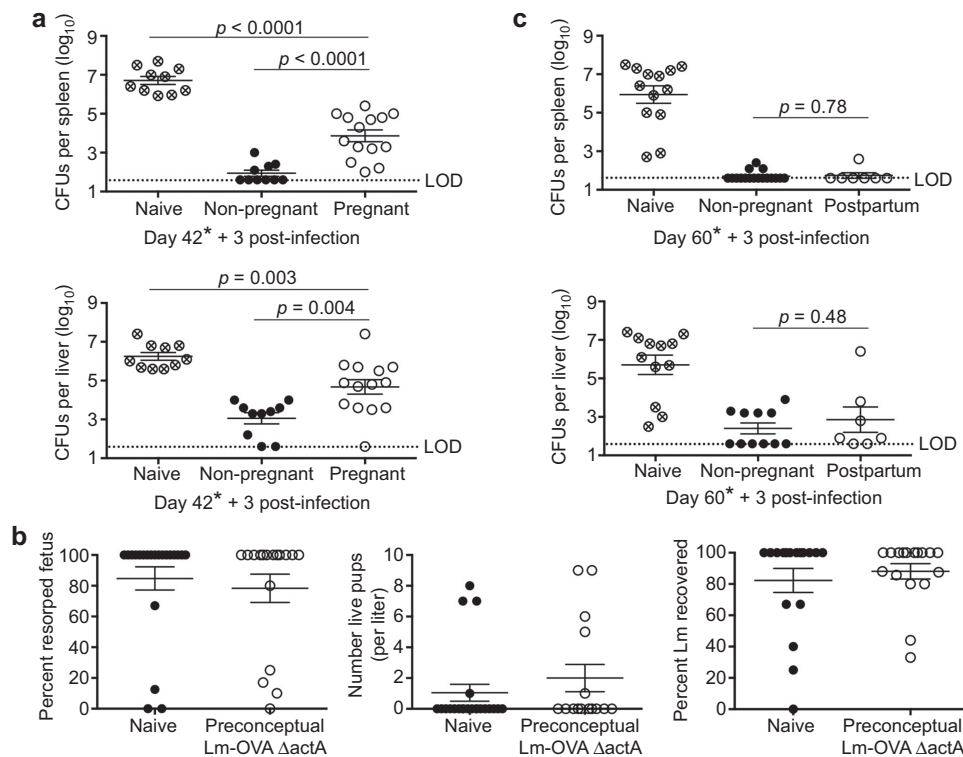 a
CFUs per spleen (log10)
p < 0.0001
p < 0.0001
9
7
5
3
1
LOD
Naive Non-pregnant Pregnant
Day 42* + 3 post-infection
CFUs per liver (log10)
p = 0.003
p = 0.004
9
7
5
3
1
LOD
Naive Non-pregnant Pregnant
Day 42* + 3 post-infection
c
CFUs per spleen (log10)
p = 0.78
9
7
5
3
1
LOD
Naive Non-pregnant Postpartum
Day 60* + 3 post-infection
CFUs per liver (log10)
p = 0.48
9
7
5
3
1
LOD
Naive Non-pregnant Postpartum
Day 60* + 3 post-infection
b
Percent resorped fetus
100
80
60
40
20
0
Naive Preconceptual
Lm-OVA ΔactA
Number live pups
(per liter)
10
8
6
4
2
0
Naive Preconceptual
Lm-OVA ΔactA
Percent Lm recovered
100
80
60
40
20
0
Naive Preconceptual
Lm-OVA ΔactA